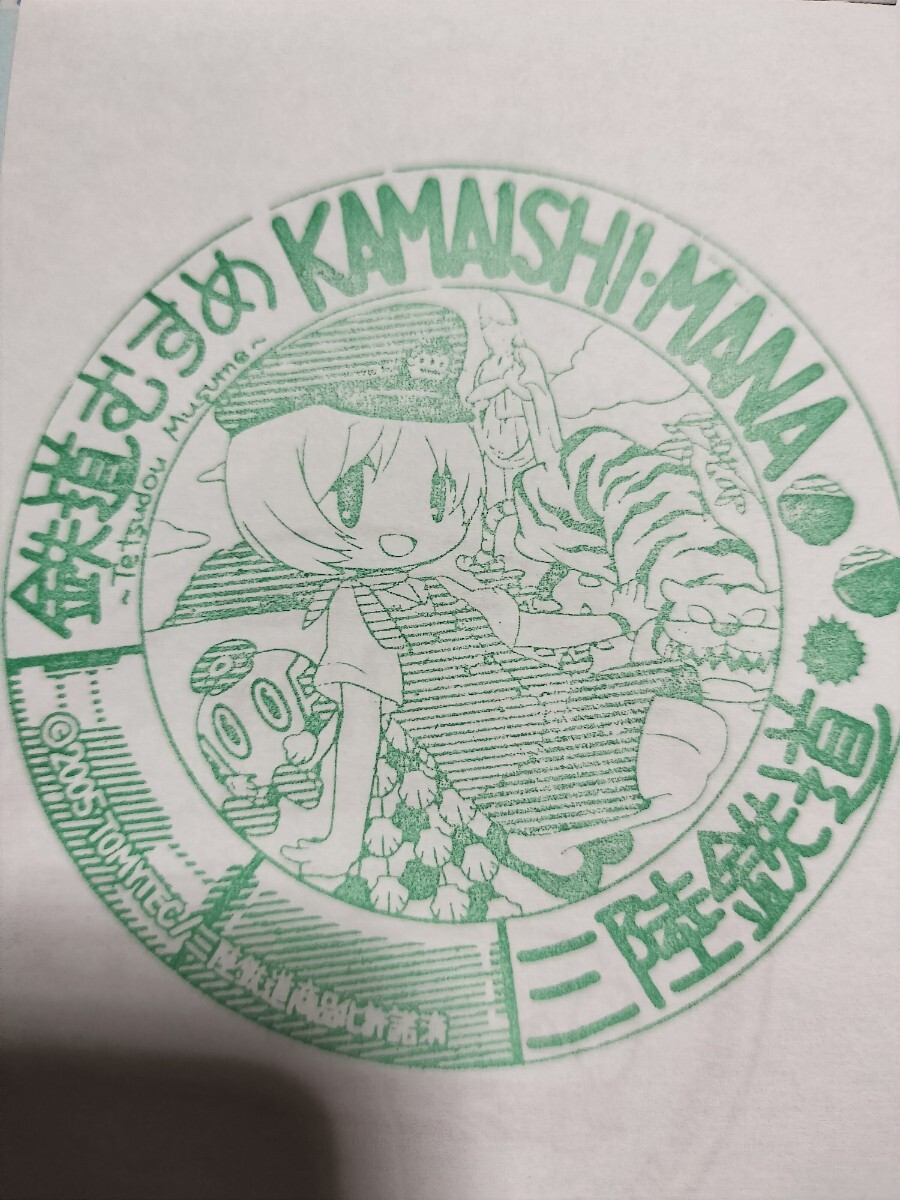 鉄道むすめ
~Tetsudou Musume~
KAMAISHI・MANA
三陸鉄道
©2005 TOMYTEC/三陸鉄道商品化許諾済